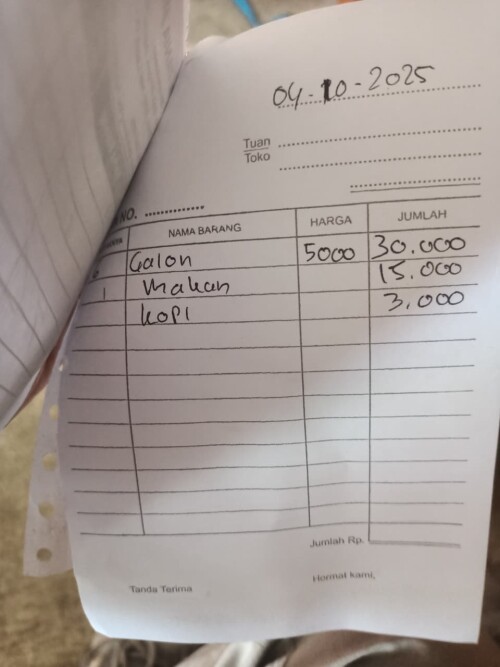 04-10-2025
Tuan
Toko
NO.
NAMA BARANG HARGA JUMLAH
Galon 5000 30.000
1 makan 15.000
kopi 3.000
Jumlah Rp.
Tanda Terima Hormat kami,